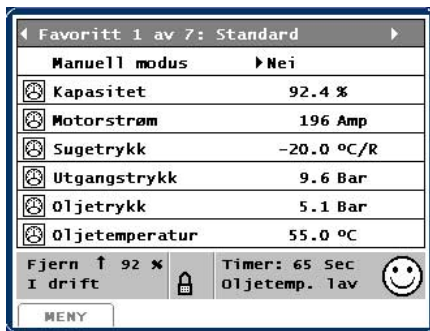 Favoritt 1 av 7: Standard
Manuell modus Nei
Kapasitet 92.4 %
Motorstrøm 196 Amp
Sugetrykk -20.0 ºC/R
Utgangstrykk 9.6 Bar
Oljetrykk 5.1 Bar
Oljetemperatur 55.0 ºC
Fjern ↑ 92 % Timer: 65 Sec
I drift Oljetemp. lav
MENY